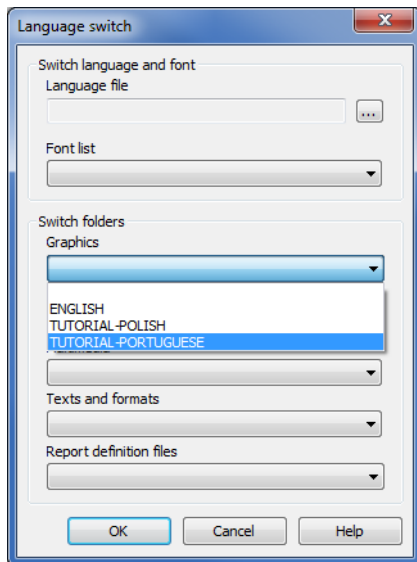 Language switch
Switch language and font
Language file
...
Font list
Switch folders
Graphics
ENGLISH
TUTORIAL-POLISH
TUTORIAL-PORTUGUESE
Texts and formats
Report definition files
OK
Cancel
Help